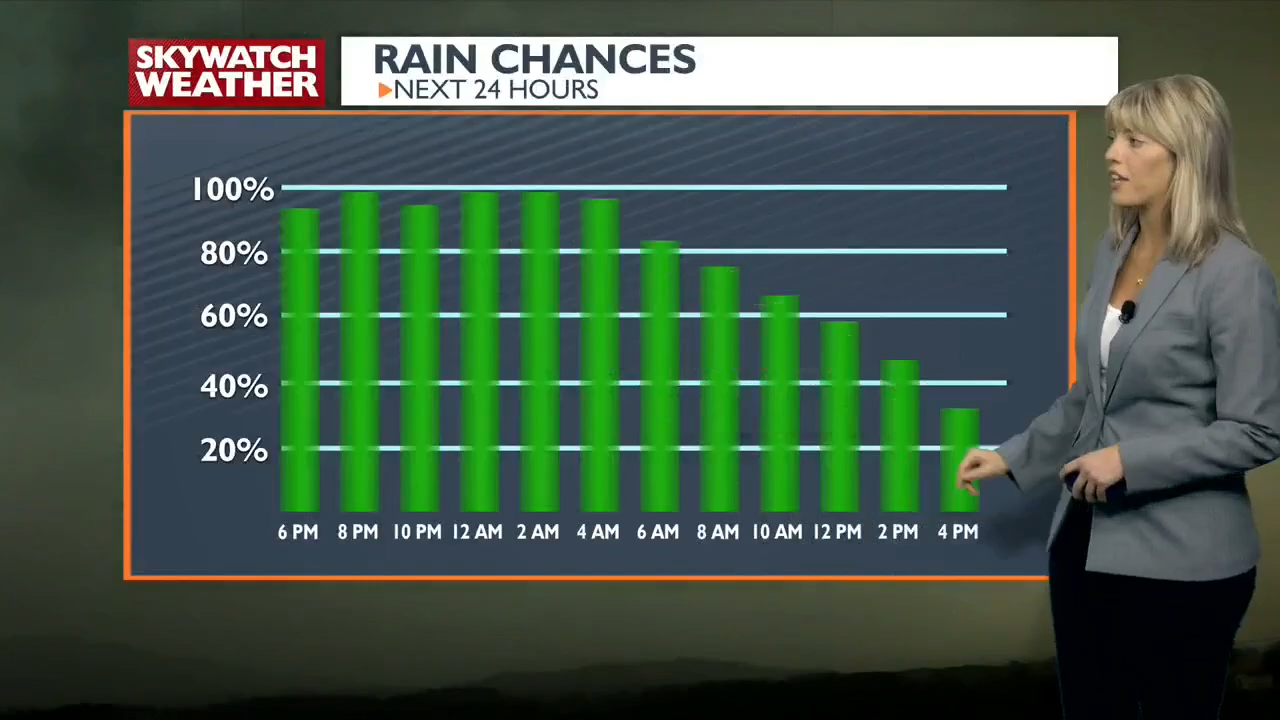 SKYWATCH
WEATHER
RAIN CHANCES
NEXT 24 HOURS
100%
80%
60%
40%
20%
6 PM 8 PM 10 PM 12 AM 2 AM 4 AM 6 AM 8 AM 10 AM 12 PM 2 PM 4 PM